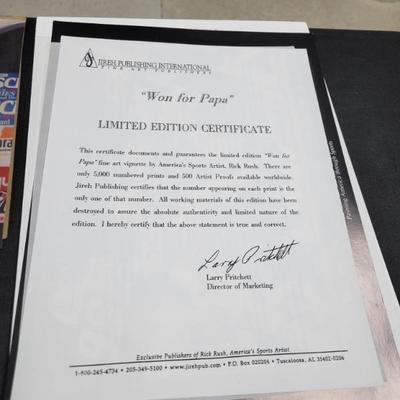 JIREH PUBLISHING INTERNATIONAL
FINE ART PUBLISHERS
"Won for Papa"
LIMITED EDITION CERTIFICATE
This certificate documents and guarantees the limited edition "Won for
Papa" fine art vignette by America's Sports Artist, Rick Rush. There are
only 5,000 numbered prints and 500 Artist Proofs available worldwide.
Jireh Publishing certifies that the number appearing on each print is the
only one of that number. All working materials of this edition have been
destroyed to assure the absolute authenticity and limited nature of the
edition. I hereby certify that the above statement is true and correct.
Larry Pritchett
Larry Pritchett
Director of Marketing
Exclusive Publishers of Rick Rush, America's Sports Artist
1-800-245-4734 • 205-349-5100 • www.jirehpub.com • P.O. Box 020206 • Tuscaloosa, AL 35402-0206
Painting America through Sports